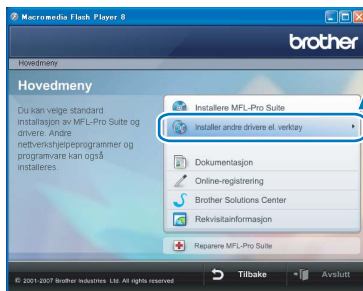 Macromedia Flash Player 8
brother
Hovedmeny
Hovedmeny
Du kan velge standard
installasjon av MFL-Pro Suite og
drivere. Andre
nettverkshjelpeprogrammer og
programvare kan også
installeres.
Installere MFL-Pro Suite
Installer andre drivere el. verktøy
Dokumentasjon
Online-registrering
Brother Solutions Center
Rekvisitainformasjon
Reparere MFL-Pro Suite
© 2001-2007 Brother Industries Ltd. All rights reserved
Tilbake
Avslutt